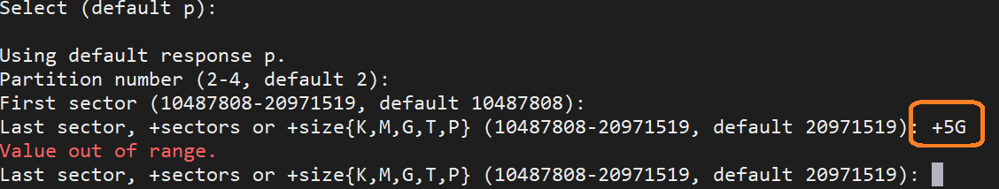 Select (default p):
Using default response p.
Partition number (2-4, default 2):
First sector (10487808-20971519, default 10487808):
Last sector, +sectors or +size{K,M,G,T,P} (10487808-20971519, default 20971519): +5G
Value out of range.
Last sector, +sectors or +size{K,M,G,T,P} (10487808-20971519, default 20971519):